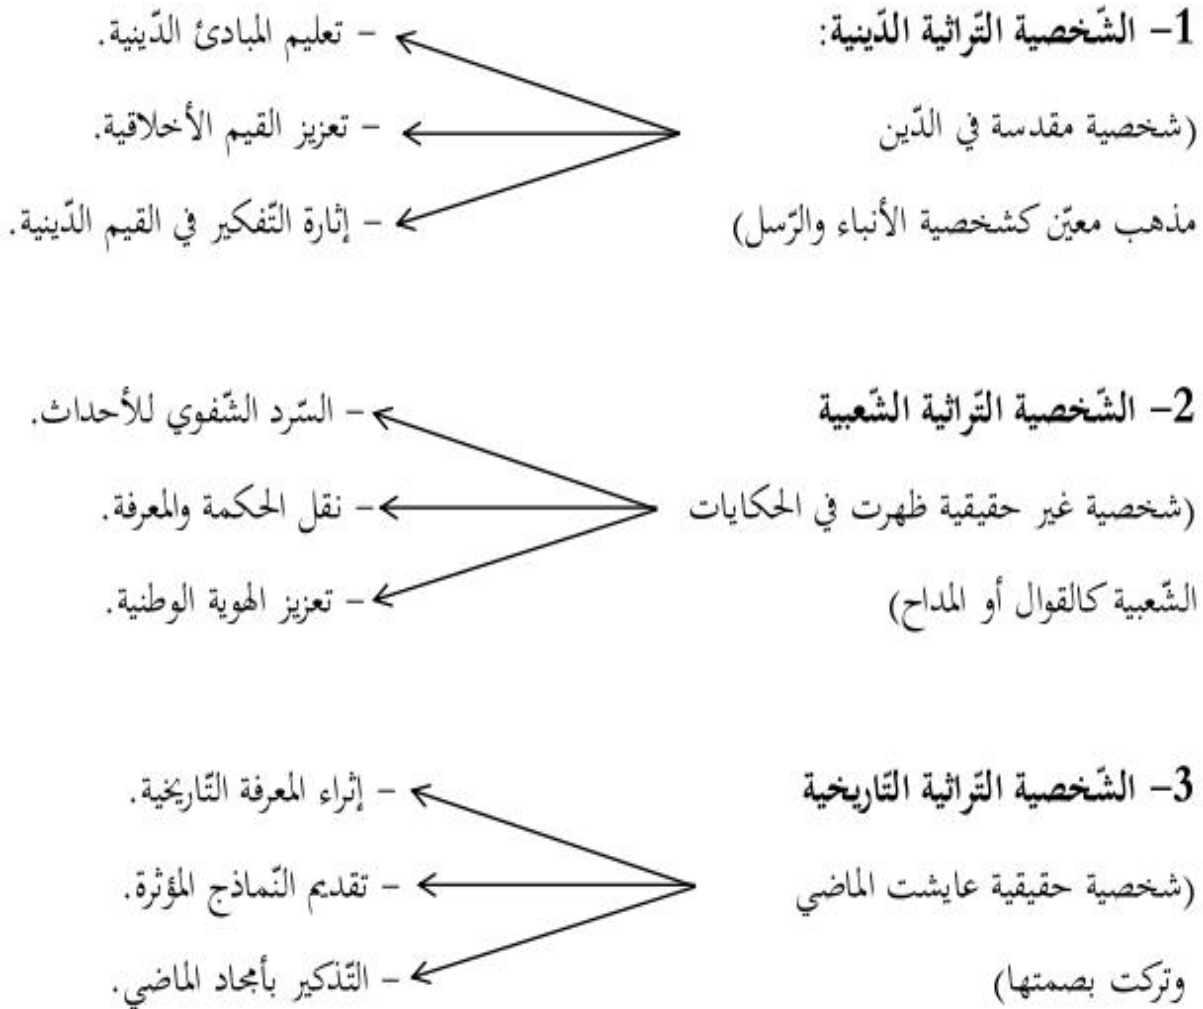 1- الشّخصية التّراثية الدّينية:
- تعليم المبادئ الدّينية.
(شخصية مقدسة في الدّين
- تعزيز القيم الأخلاقية.
مذهب معيّن كشخصية الأنباء والرّسل)
- إثارة التّفكير في القيم الدّينية.
2- الشّخصية التّراثية الشّعبية
- السّرد الشّفوي للأحداث.
(شخصية غير حقيقية ظهرت في الحكايات
- نقل الحكمة والمعرفة.
الشّعبية كالقوال أو المداح)
- تعزيز الهوية الوطنية.
3- الشّخصية التّراثية التّاريخية
- إثراء المعرفة التّاريخية.
(شخصية حقيقية عايشت الماضي
- تقديم النّماذج المؤثرة.
وتركت بصمتها)
- التّذكير بأمجاد الماضي.